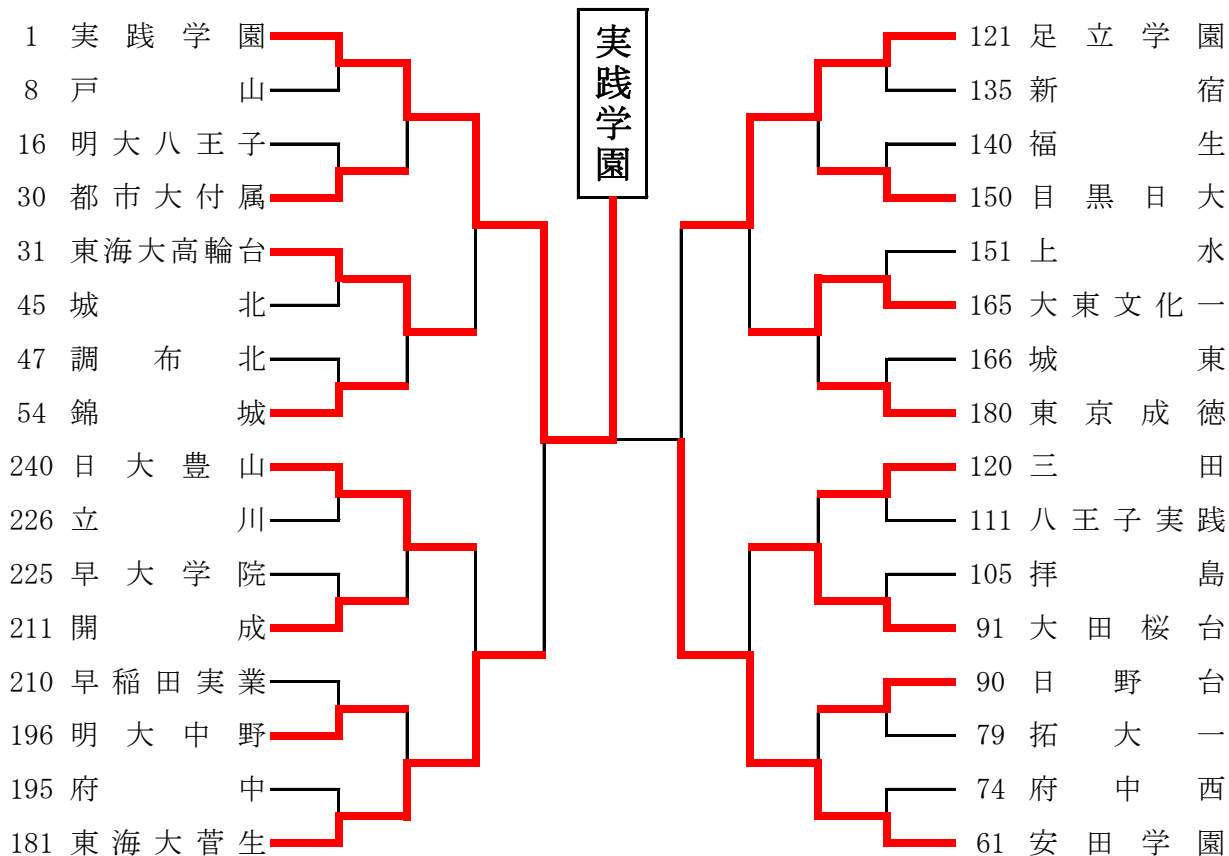 実践学園
1 実践学園
8 戸山
16 明大八王子
30 都市大付属
31 東海大高輪台
45 城北
47 調布北
54 錦城
240 日大豊山
226 立川
225 早大学院
211 開成
210 早稲田実業
196 明大中野
195 府中
181 東海大菅生
121 足立学園
135 新宿
140 福生
150 目黒日大
151 上水
165 大東文化一
166 城東
180 東京成徳
120 三田
111 八王子実践
105 拝島
91 大田桜台
90 日野台
79 拓大一
74 府中西
61 安田学園